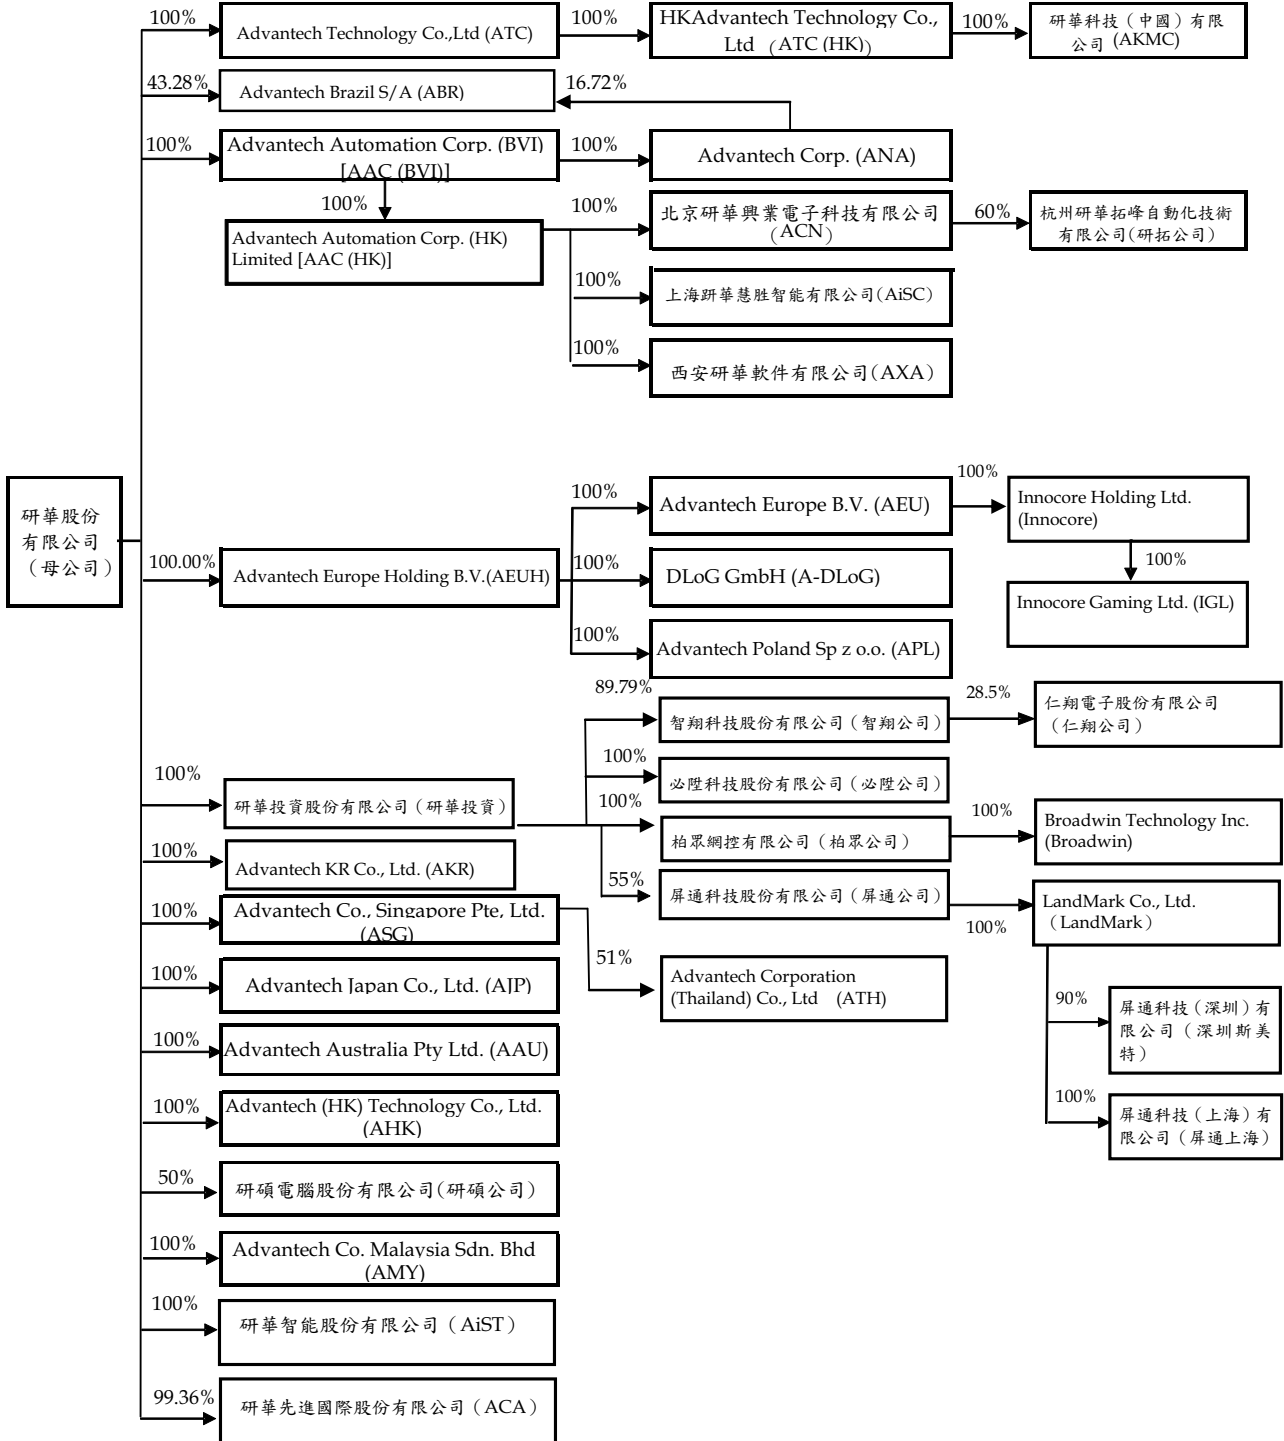 100%
Advantech Technology Co.,Ltd (ATC)
100%
HKAdvantech Technology Co.,
Ltd （ATC (HK)）
100%
研華科技（中國）有限
公司 (AKMC)
43.28%
Advantech Brazil S/A (ABR)
16.72%
100%
Advantech Automation Corp. (BVI)
[AAC (BVI)]
100%
Advantech Corp. (ANA)
100%
Advantech Automation Corp. (HK)
Limited [AAC (HK)]
100%
北京研華興業電子科技有限公司
(ACN)
60%
杭州研華拓峰自動化技術
有限公司(研拓公司)
100%
上海研華慧胜智能有限公司(AiSC)
100%
西安研華軟件有限公司(AXA)
研華股份
有限公司
（母公司）
100.00%
Advantech Europe Holding B.V.(AEUH)
100%
Advantech Europe B.V. (AEU)
100%
Innocore Holding Ltd.
(Innocore)
100%
Innocore Gaming Ltd. (IGL)
100%
DLoG GmbH (A-DLoG)
100%
Advantech Poland Sp z o.o. (APL)
100%
研華投資股份有限公司（研華投資）
89.79%
智翔科技股份有限公司（智翔公司）
28.5%
仁翔電子股份有限公司
（仁翔公司）
100%
必陞科技股份有限公司（必陞公司）
100%
柏眾網控有限公司（柏眾公司）
100%
Broadwin Technology Inc.
(Broadwin)
55%
屏通科技股份有限公司（屏通公司）
100%
LandMark Co., Ltd.
（LandMark）
90%
屏通科技（深圳）有
限公司（深圳斯美
特）
100%
屏通科技（上海）有
限公司（屏通上海）
100%
Advantech KR Co., Ltd. (AKR)
100%
Advantech Co., Singapore Pte, Ltd.
(ASG)
51%
Advantech Corporation
(Thailand) Co., Ltd （ATH）
100%
Advantech Japan Co., Ltd. (AJP)
100%
Advantech Australia Pty Ltd. (AAU)
100%
Advantech (HK) Technology Co., Ltd.
(AHK)
50%
研碩電腦股份有限公司(研碩公司）
100%
Advantech Co. Malaysia Sdn. Bhd
(AMY)
100%
研華智能股份有限公司（AiST）
99.36%
研華先進國際股份有限公司（ACA）